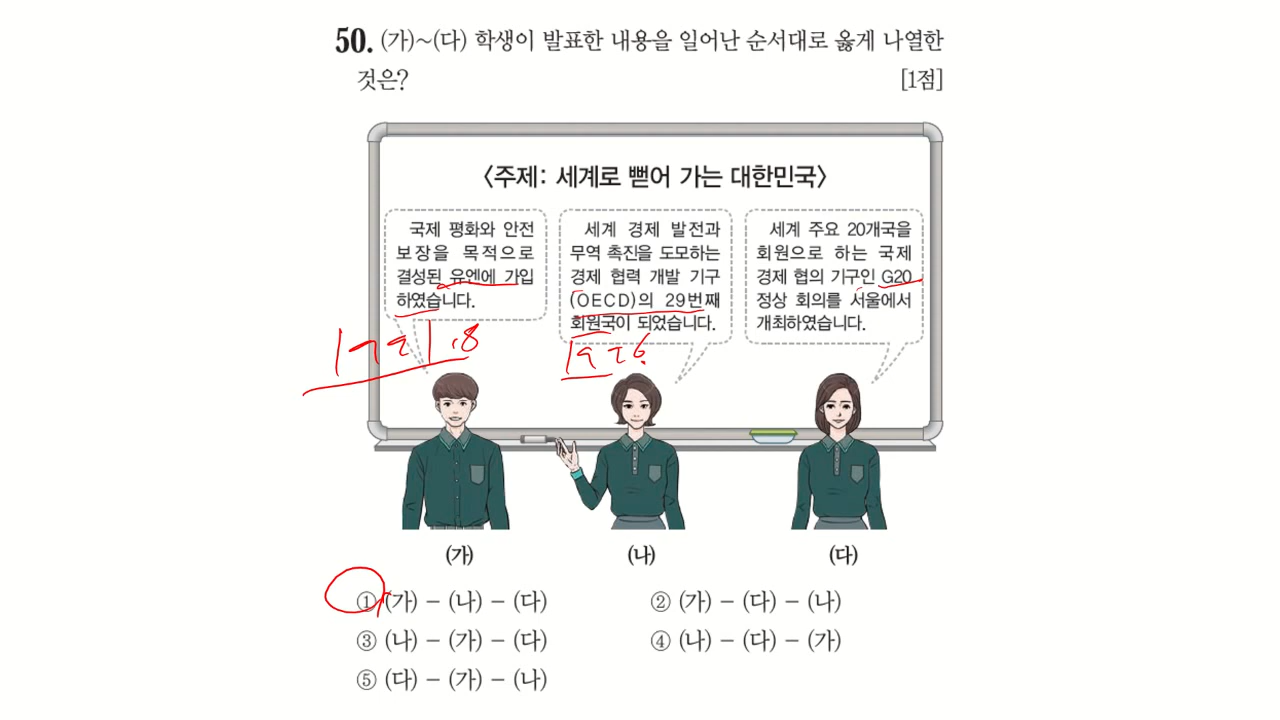 50. (가)~(다) 학생이 발표한 내용을 일어난 순서대로 옳게 나열한
것은? [1점]
<주제: 세계로 뻗어 가는 대한민국>
국제 평화와 안전
보장을 목적으로
결성된 유엔에 가입
하였습니다.
세계 경제 발전과
무역 촉진을 도모하는
경제 협력 개발 기구
(OECD)의 29번째
회원국이 되었습니다.
세계 주요 20개국을
회원으로 하는 국제
경제 협의 기구인 G20
정상 회의를 서울에서
개최하였습니다.
(가)
(나)
(다)
① (가) - (나) - (다)
② (가) - (다) - (나)
③ (나) - (가) - (다)
④ (나) - (다) - (가)
⑤ (다) - (가) - (나)